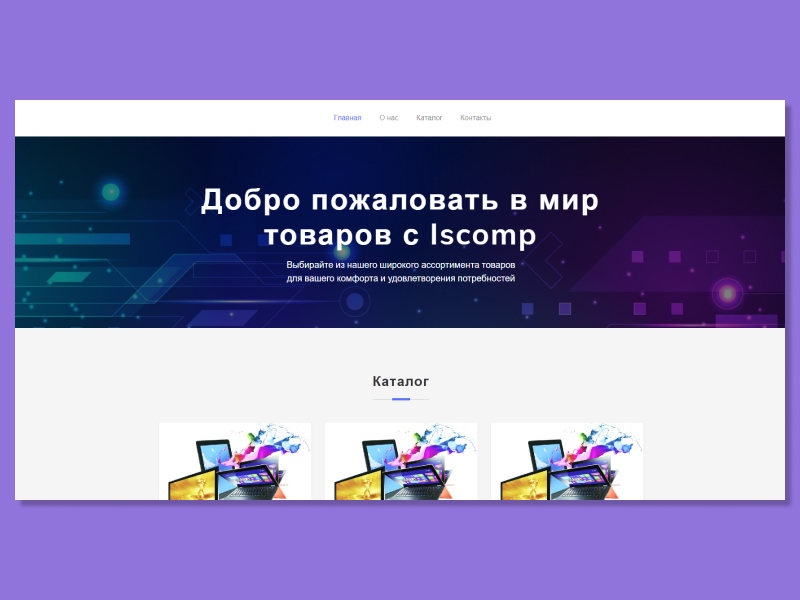 Главная О нас Каталог Контакты
Добро пожаловать в мир
товаров с Iscomp
Выбирайте из нашего широкого ассортимента товаров
для вашего комфорта и удовлетворения потребностей
Каталог